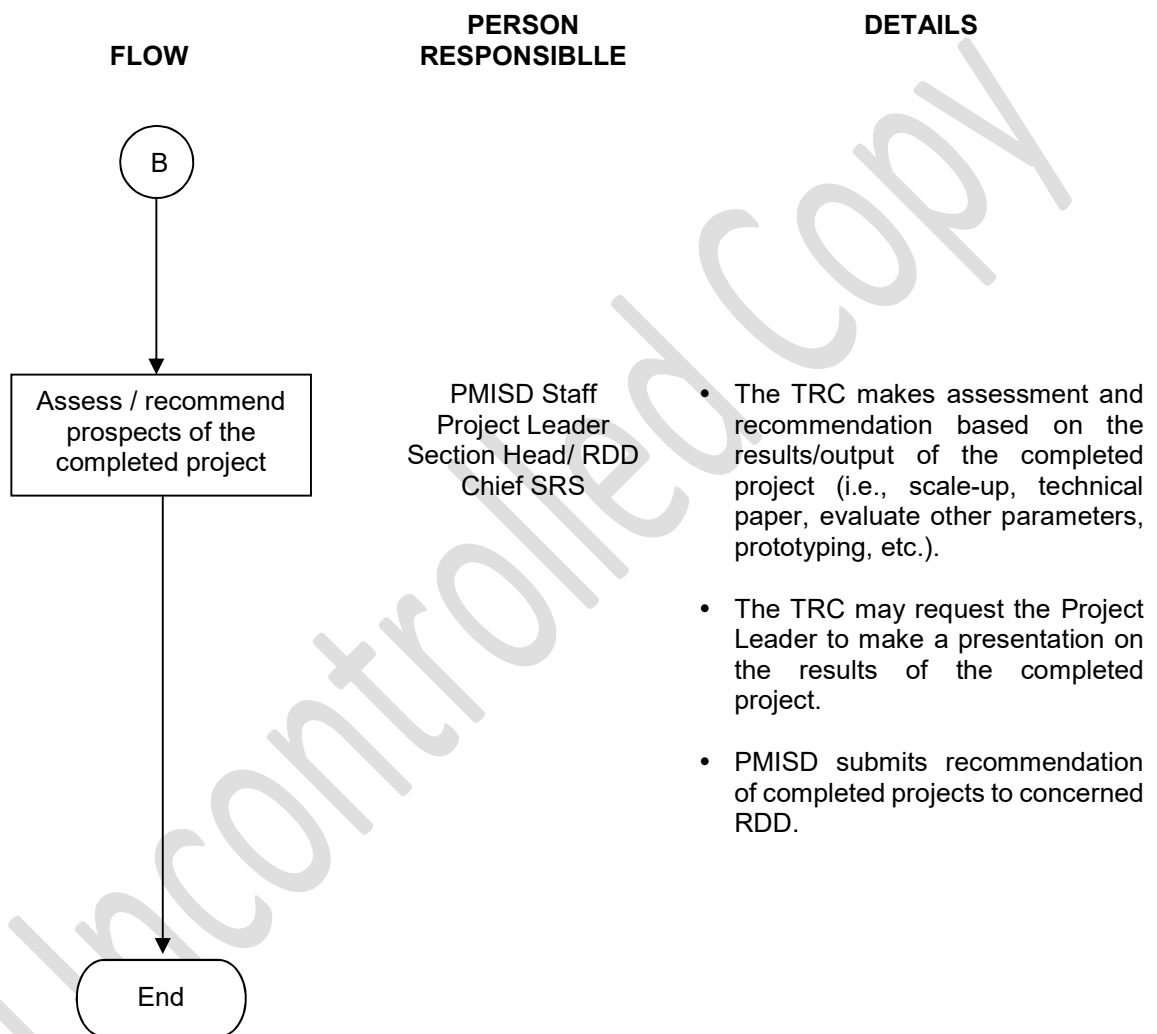 FLOW
PERSON
RESPONSIBLLE
DETAILS
B
Assess / recommend
prospects of the
completed project
PMISD Staff
Project Leader
Section Head/ RDD
Chief SRS
• The TRC makes assessment and
recommendation based on the
results/output of the completed
project (i.e., scale-up, technical
paper, evaluate other parameters,
prototyping, etc.).
• The TRC may request the Project
Leader to make a presentation on
the results of the completed
project.
• PMISD submits recommendation
of completed projects to concerned
RDD.
End
Uncontrolled Copy